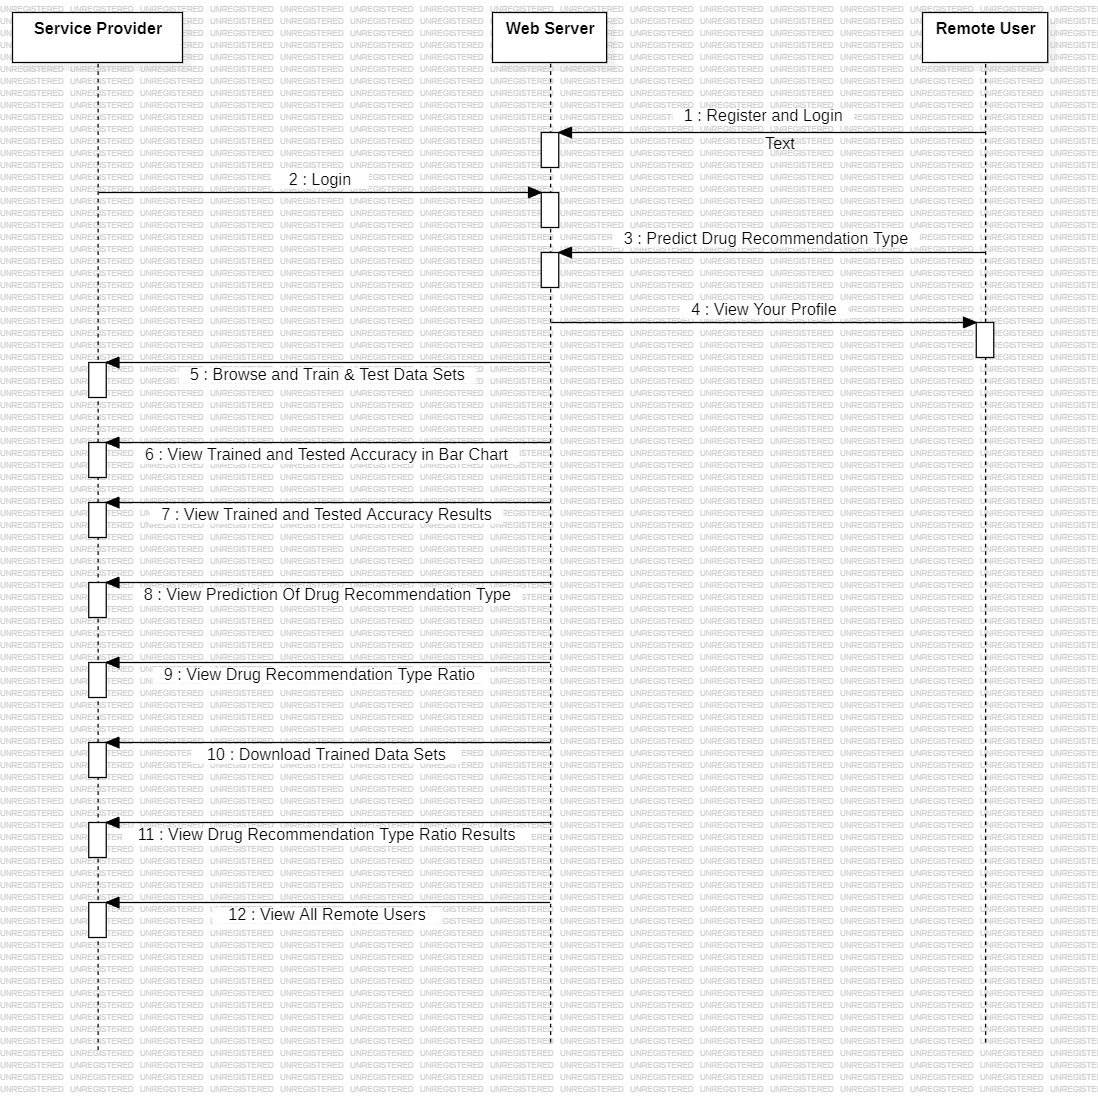 Service Provider
Web Server
Remote User
1 : Register and Login
Text
2 : Login
3 : Predict Drug Recommendation Type
4 : View Your Profile
5 : Browse and Train & Test Data Sets
6 : View Trained and Tested Accuracy in Bar Chart
7 : View Trained and Tested Accuracy Results
8 : View Prediction Of Drug Recommendation Type
9 : View Drug Recommendation Type Ratio
10 : Download Trained Data Sets
11 : View Drug Recommendation Type Ratio Results
12 : View All Remote Users
UNREGISTERED